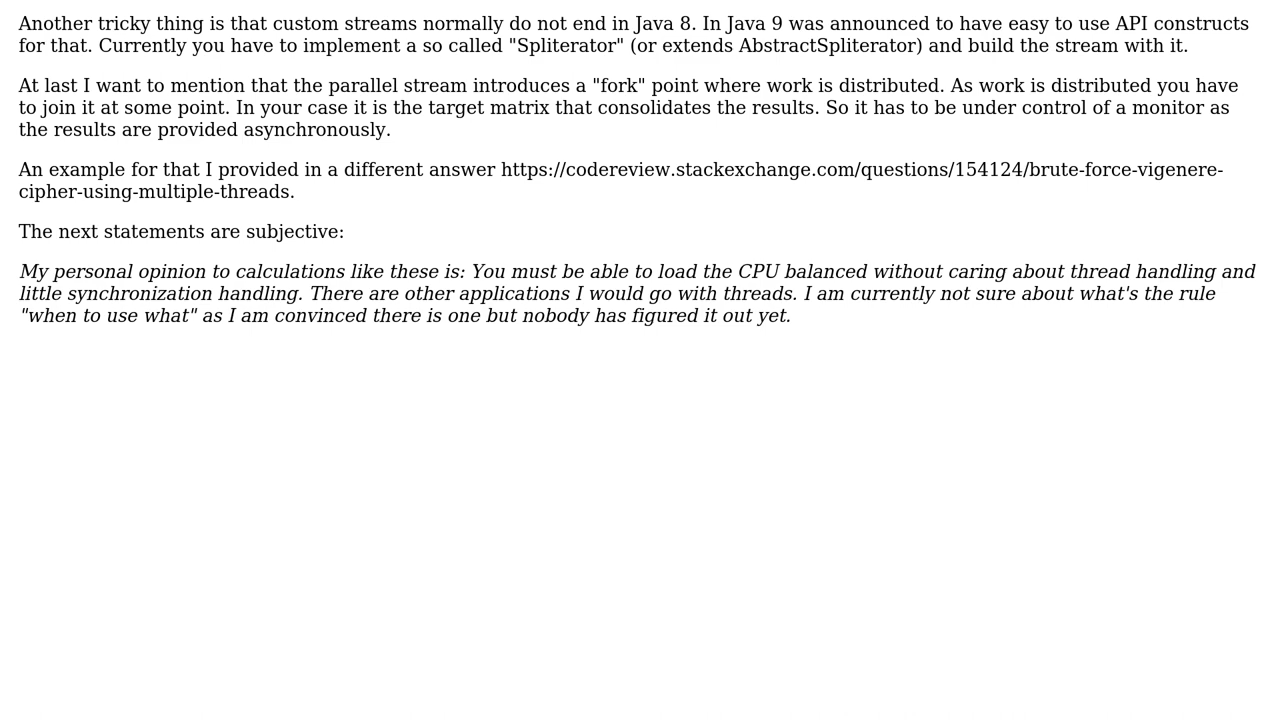 Another tricky thing is that custom streams normally do not end in Java 8. In Java 9 was announced to have easy to use API constructs
for that. Currently you have to implement a so called "Spliterator" (or extends AbstractSpliterator) and build the stream with it.
At last I want to mention that the parallel stream introduces a "fork" point where work is distributed. As work is distributed you have
to join it at some point. In your case it is the target matrix that consolidates the results. So it has to be under control of a monitor as
the results are provided asynchronously.
An example for that I provided in a different answer https://codereview.stackexchange.com/questions/154124/brute-force-vigenere-
cipher-using-multiple-threads.
The next statements are subjective:
My personal opinion to calculations like these is: You must be able to load the CPU balanced without caring about thread handling and
little synchronization handling. There are other applications I would go with threads. I am currently not sure about what's the rule
"when to use what" as I am convinced there is one but nobody has figured it out yet.